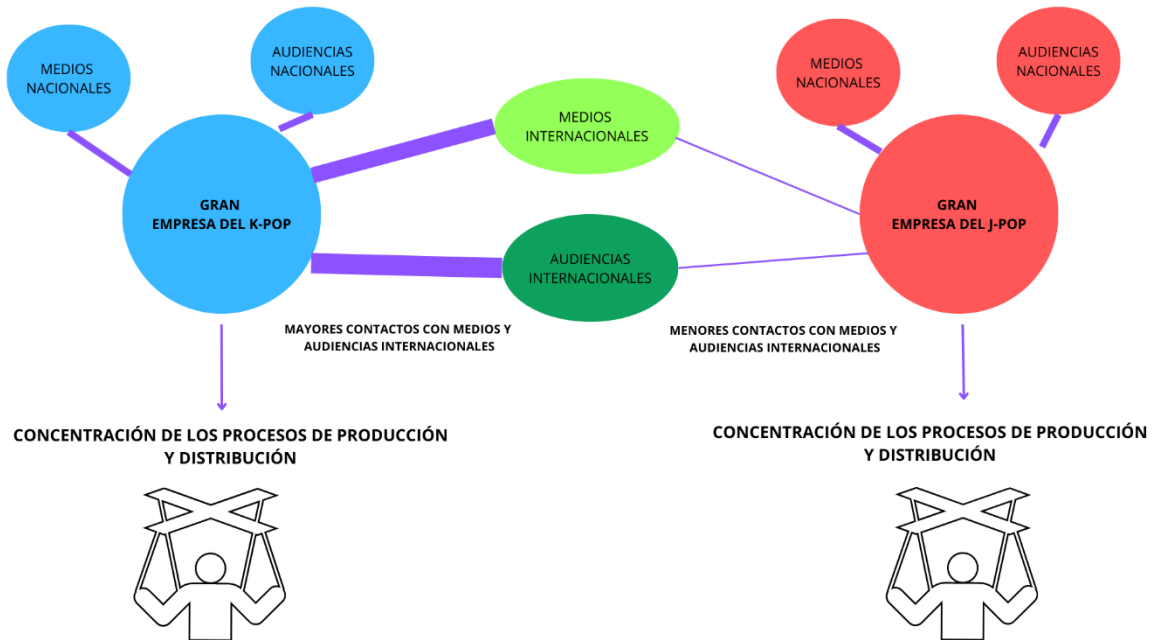 MEDIOS
NACIONALES
AUDIENCIAS
NACIONALES
MEDIOS
INTERNACIONALES
MEDIOS
NACIONALES
AUDIENCIAS
NACIONALES
GRAN
EMPRESA DEL K-POP
GRAN
EMPRESA DEL J-POP
AUDIENCIAS
INTERNACIONALES
MAYORES CONTACTOS CON MEDIOS Y
AUDIENCIAS INTERNACIONALES
MENORES CONTACTOS CON MEDIOS Y
AUDIENCIAS INTERNACIONALES
CONCENTRACIÓN DE LOS PROCESOS DE PRODUCCIÓN
Y DISTRIBUCIÓN
CONCENTRACIÓN DE LOS PROCESOS DE PRODUCCIÓN
Y DISTRIBUCIÓN